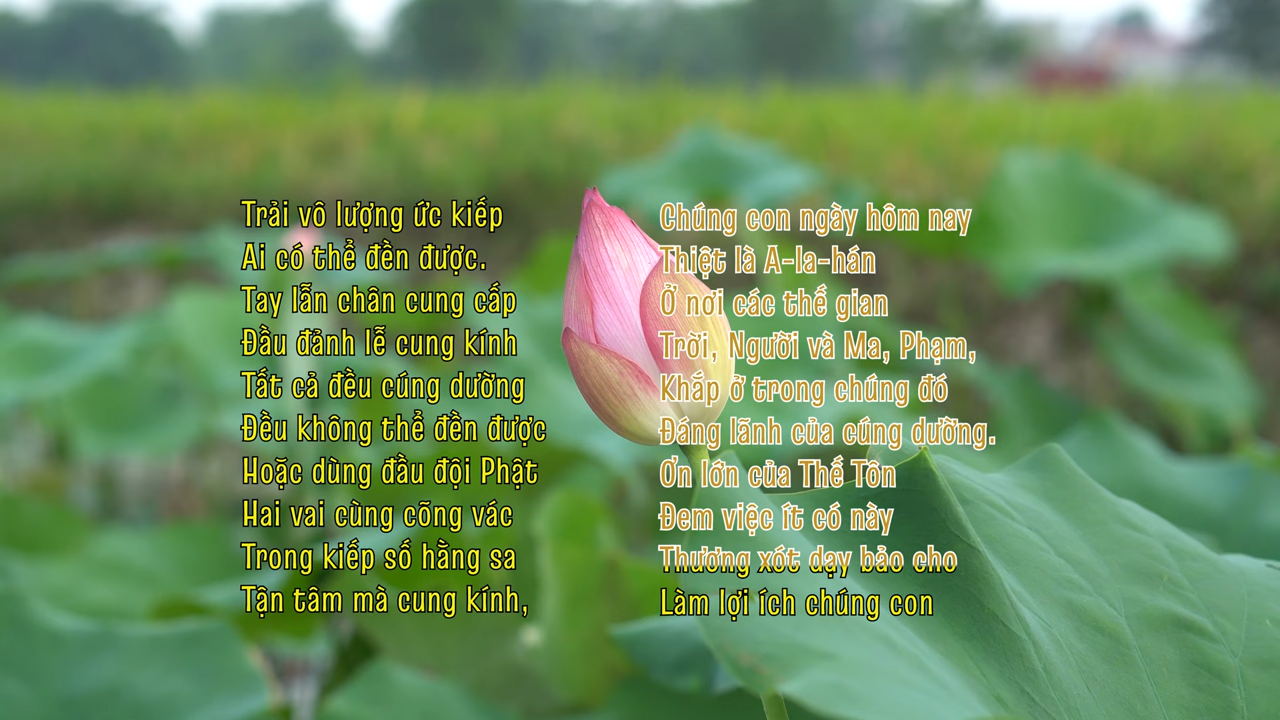 Trải vô lượng ức kiếp
Ai có thể đền được.
Tay lẫn chân cung cấp
Đầu đảnh lễ cung kính
Tất cả đều cúng dường
Đều không thể đền được
Hoặc dùng đầu đội Phật
Hai vai cùng cõng vác
Trong kiếp số hằng sa
Tận tâm mà cung kính,
Chúng con ngày hôm nay
Thiệt là A-la-hán
Ở nơi các thế gian
Trời, Người và Ma, Phạm,
Khắp ở trong chúng đó
Đáng lãnh của cúng dường.
Ơn lớn của Thế Tôn
Đem việc ít có này
Thương xót dạy bảo cho
Làm lợi ích chúng con